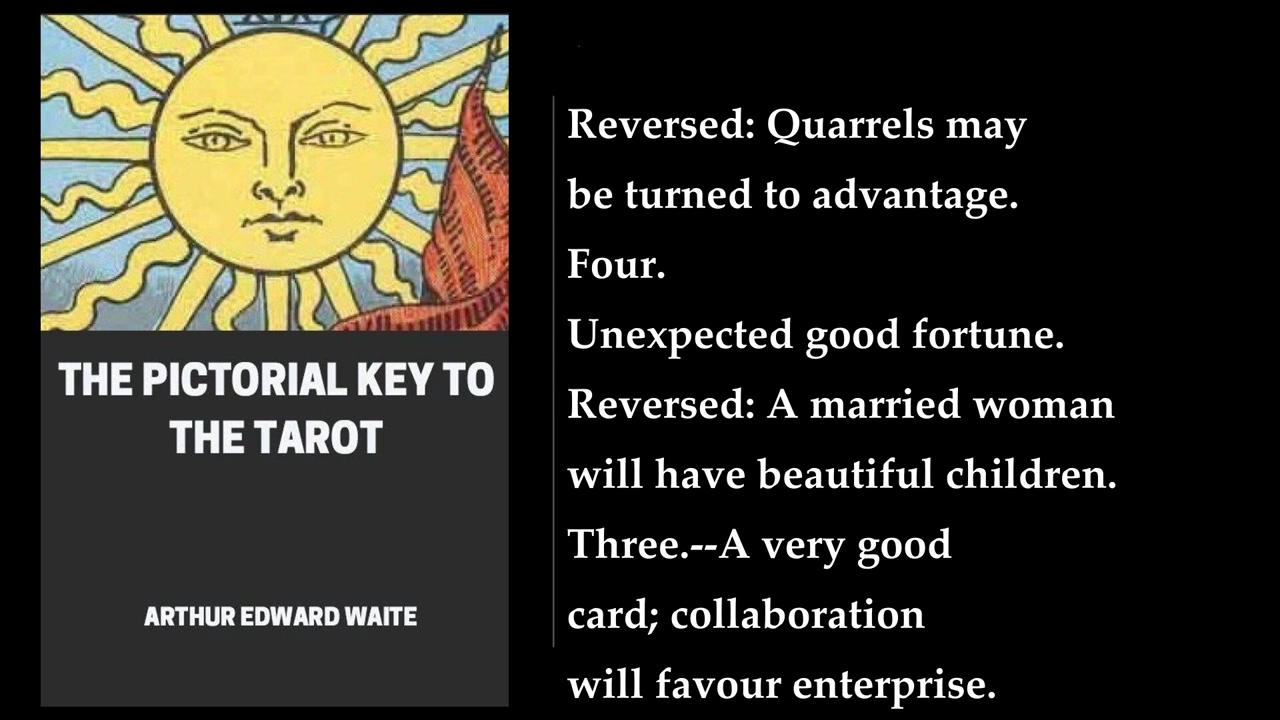 XIX
THE PICTORIAL KEY TO
THE TAROT
ARTHUR EDWARD WAITE
Reversed: Quarrels may
be turned to advantage.
Four.
Unexpected good fortune.
Reversed: A married woman
will have beautiful children.
Three.--A very good
card; collaboration
will favour enterprise.